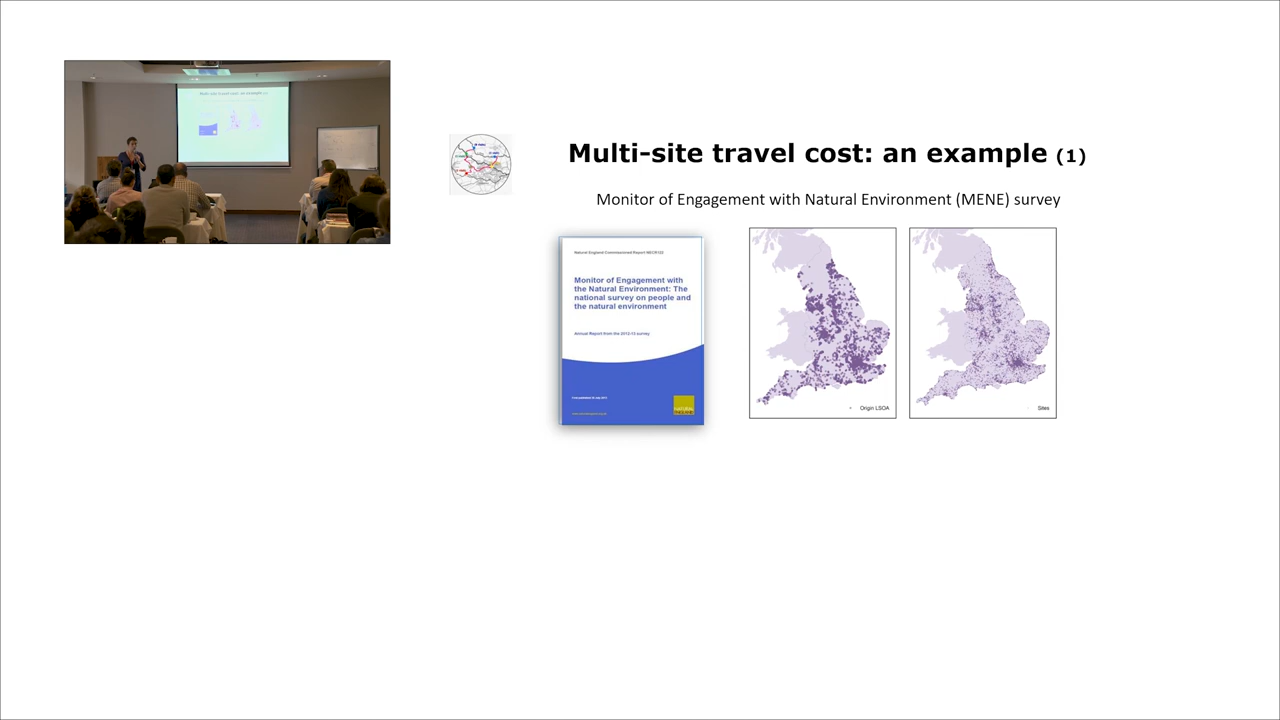 Multi-site travel cost: an example (1)
Monitor of Engagement with Natural Environment (MENE) survey
Natural England Commissioned Report NECR122
Monitor of Engagement with
the Natural Environment: The
national survey on people and
the natural environment
Annual Report from the 2012-13 survey
Origin LSOA
Sites